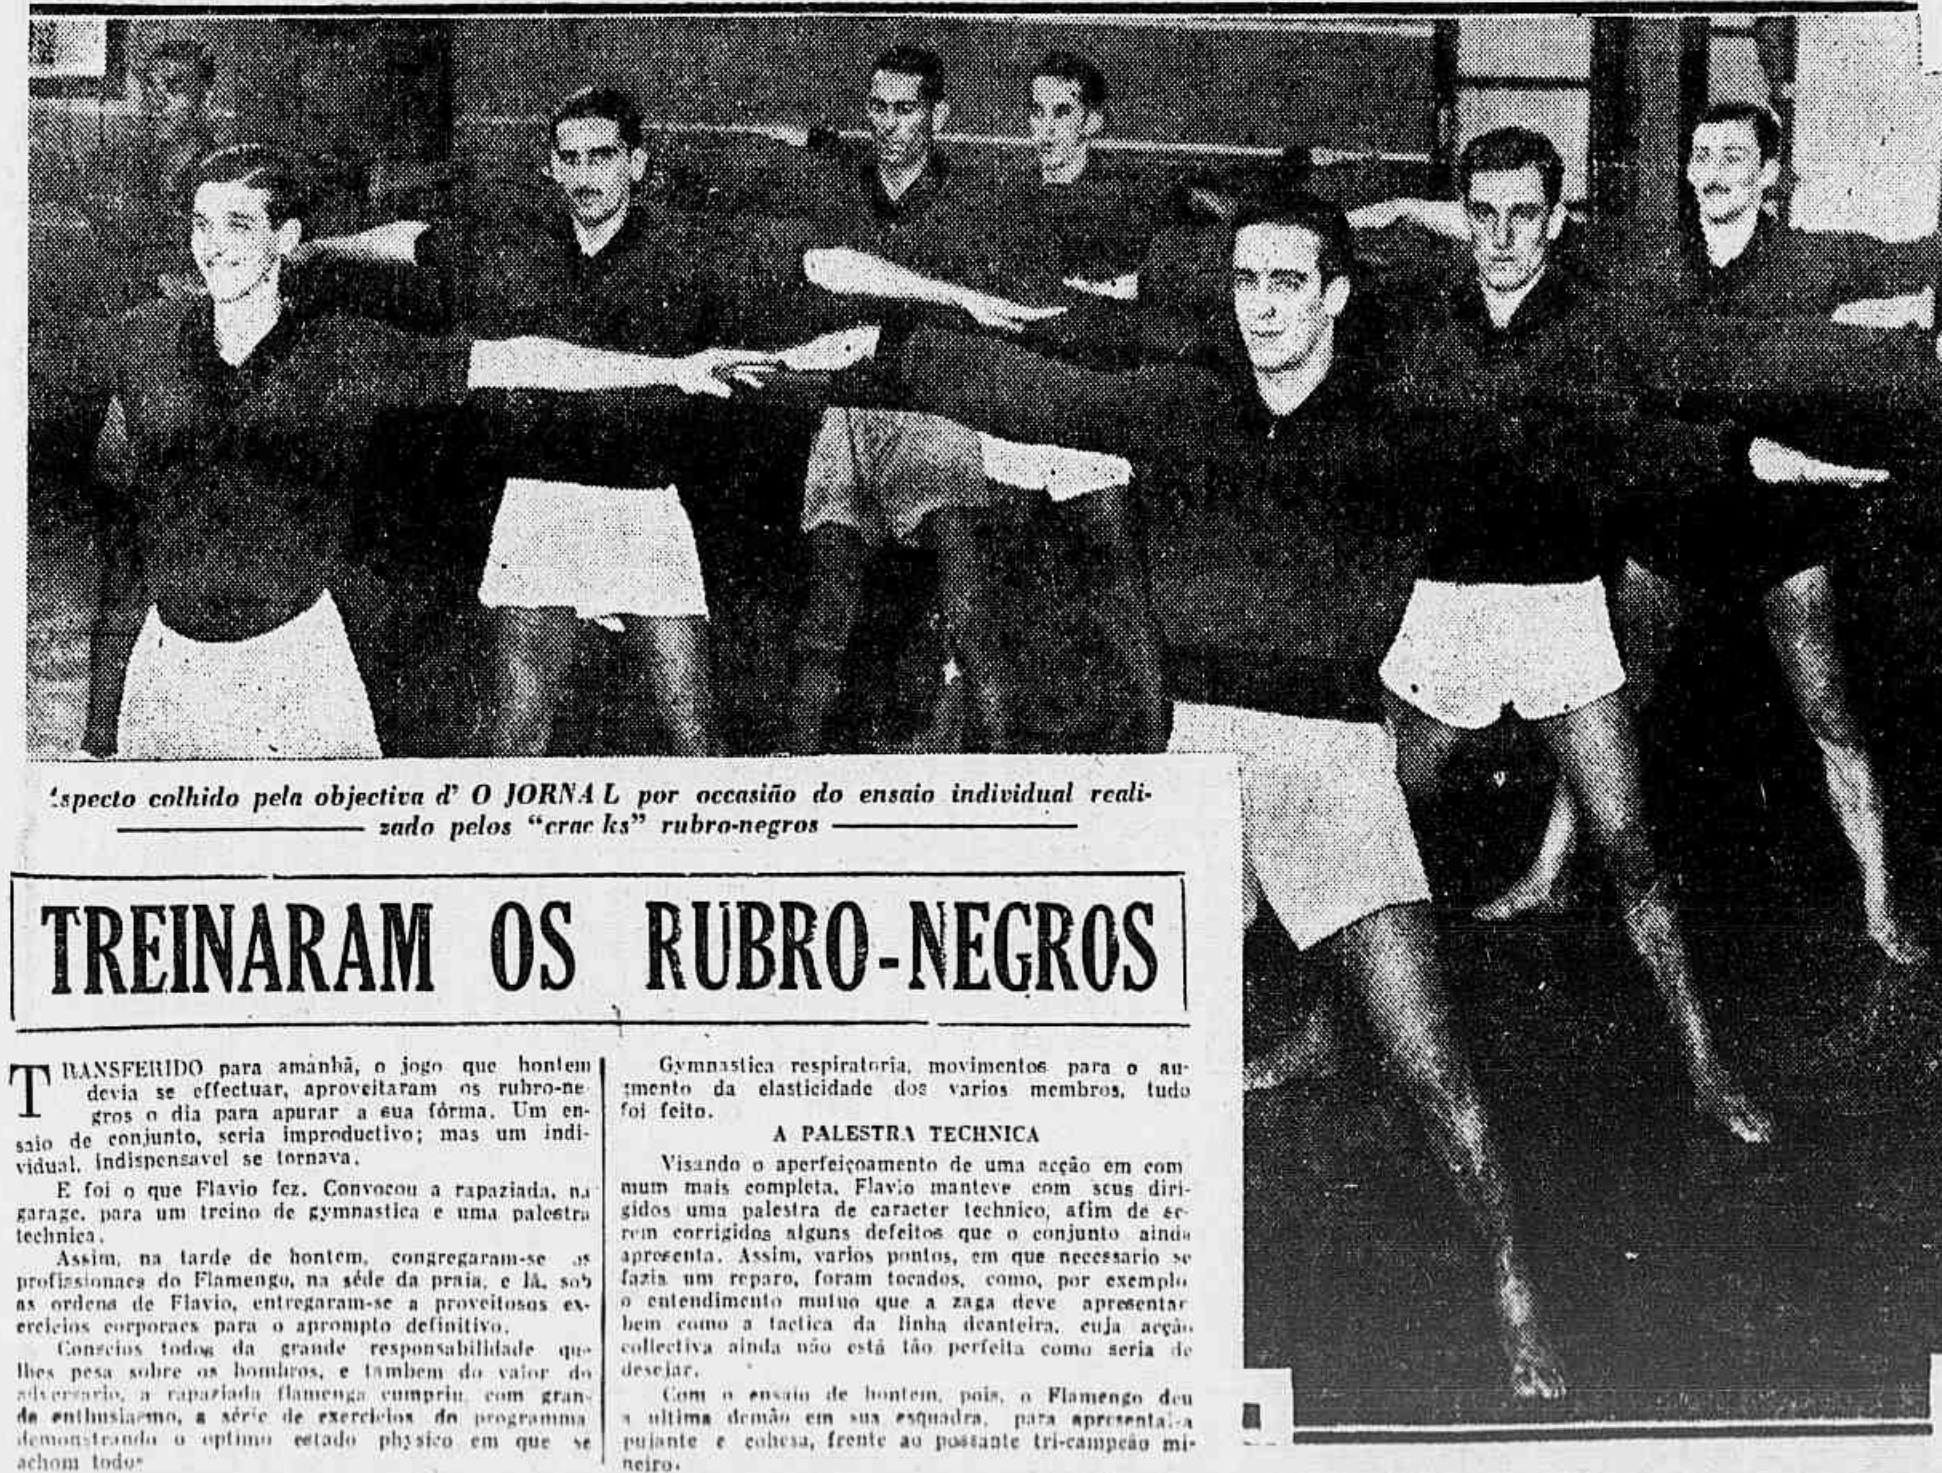 specto colhido pela objectiva d' O JORNAL por occasião do ensaio individual reali-
zado pelos "cracks" rubro-negros
TREINARAM OS RUBRO-NEGROS
TRANSFERIDO para amanhã, o jogo que hontem
devia se effectuar, aproveitaram os rubro-ne-
gros o dia para apurar a sua fórma. Um en-
saio de conjunto, seria improductivo; mas um indi-
vidual, indispensavel se tornava.
E foi o que Flavio fez. Convocou a rapaziada, na
garage, para um treino de gymnastica e uma palestra
technica.
Assim, na tarde de hontem, congregaram-se os
profissionaes do Flamengo, na séde da praia, e lá, sob
as ordens de Flavio, entregaram-se a proveitosos ex-
ercicios corporaes para o aprompto definitivo.
Conscios todos da grande responsabilidade que
lhes pesa sobre os hombros, e tambem do valor do
adversario, a rapaziada flamenga cumpriu, com gran-
de enthusiasmo, a série de exercicios do programma
demonstrando o optimo estado physico em que se
acham todos
Gymnastica respiratoria, movimentos para o au-
gmento da elasticidade dos varios membros, tudo
foi feito.
A PALESTRA TECHNICA
Visando o aperfeiçoamento de uma acção em com
mum mais completa, Flavio manteve com seus diri-
gidos uma palestra de caracter technico, afim de se-
rem corrigidos alguns defeitos que o conjunto ainda
apresenta. Assim, varios pontos, em que necessario se
fazia um reparo, foram tocados, como, por exemplo
o entendimento mutuo que a zaga deve apresentar
bem como a tactica da linha deanteira, cuja acção
collectiva ainda não está tão perfeita como seria de
desejar.
Com o ensaio de hontem, pois, o Flamengo deu
a ultima demão em sua esquadra, para apresental-a
pujante e cohesa, frente ao possante tri-campeão mi-
neiro.